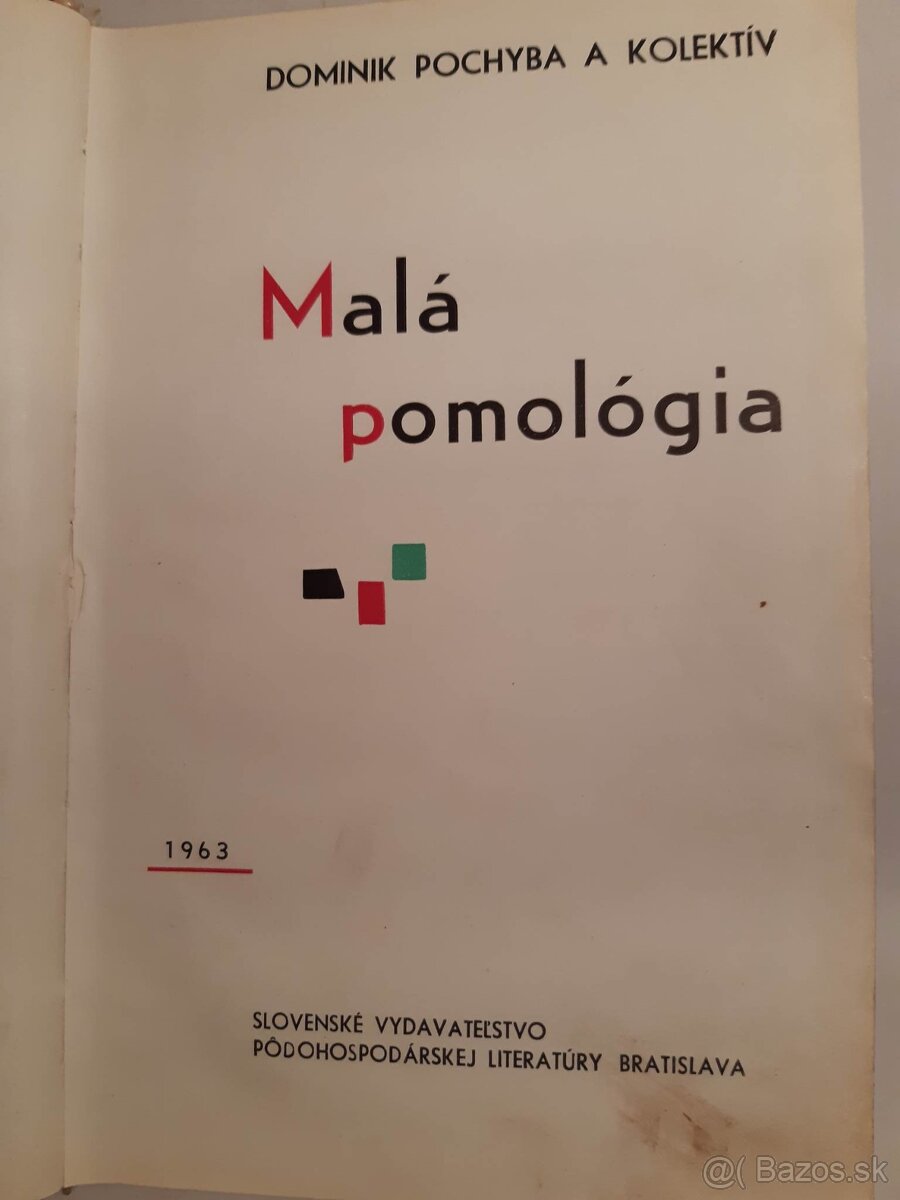 DOMINIK POCHYBA A KOLEKTÍV
Malá
pomológia
1963
SLOVENSKÉ VYDAVATEĽSTVO
PÔDOHOSPODÁRSKEJ LITERATÚRY BRATISLAVA
@( Bazos.sk